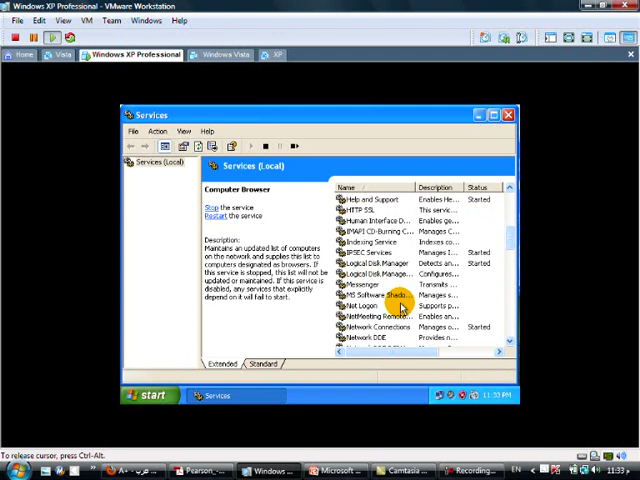 Windows XP Professional - VMware Workstation
File Edit View VM Team Windows Help
Home Vista Windows XP Professional Windows Vista XP
Services
File Action View Help
Services (Local)
Services (Local)
Computer Browser
Stop the service
Restart the service
Description:
Maintains an updated list of computers
on the network and supplies this list to
computers designated as browsers. If
this service is stopped, this list will not
be updated or maintained. If this service is
disabled, any services that explicitly
depend on it will fail to start.
Name Description Status
Help and Support Enables He... Started
HTTP SSL This servic...
Human Interface D... Enables ge...
IMAPI CD-Burning C... Manages C...
Indexing Service Indexes co...
IPSEC Services Manages I... Started
Logical Disk Manager Detects an... Started
Logical Disk Manage... Configures...
Messenger Transmits ...
MS Software Shado... Manages s...
Net Logon Supports p...
NetMeeting Remote... Enables an...
Network Connections Manages o... Started
Network DDE Provides n...
Extended Standard
start Services 11:33 PM
To release cursor, press Ctrl-Alt.
A+ - عرب... Pearson_-... Windows ... Microsoft ... Camtasia ... Recording... EN 11:33 م